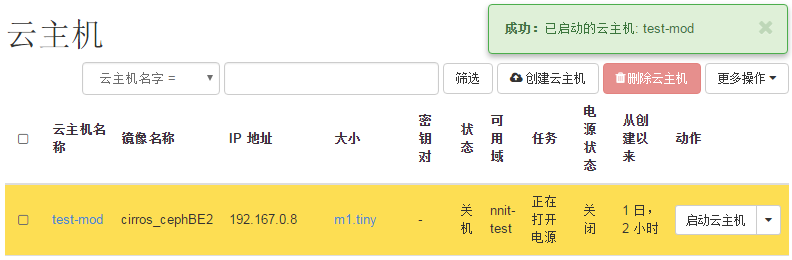 云主机
成功：已启动的云主机: test-mod
云主机名字 =
筛选
创建云主机
删除云主机
更多操作
云主机名称
镜像名称
IP 地址
大小
密钥对
状态
可用域
任务
电源状态
从创建以来
动作
test-mod
cirros_cephBE2
192.167.0.8
m1.tiny
-
关机
nnit-test
正在打开电源
关闭
1 日，2 小时
启动云主机